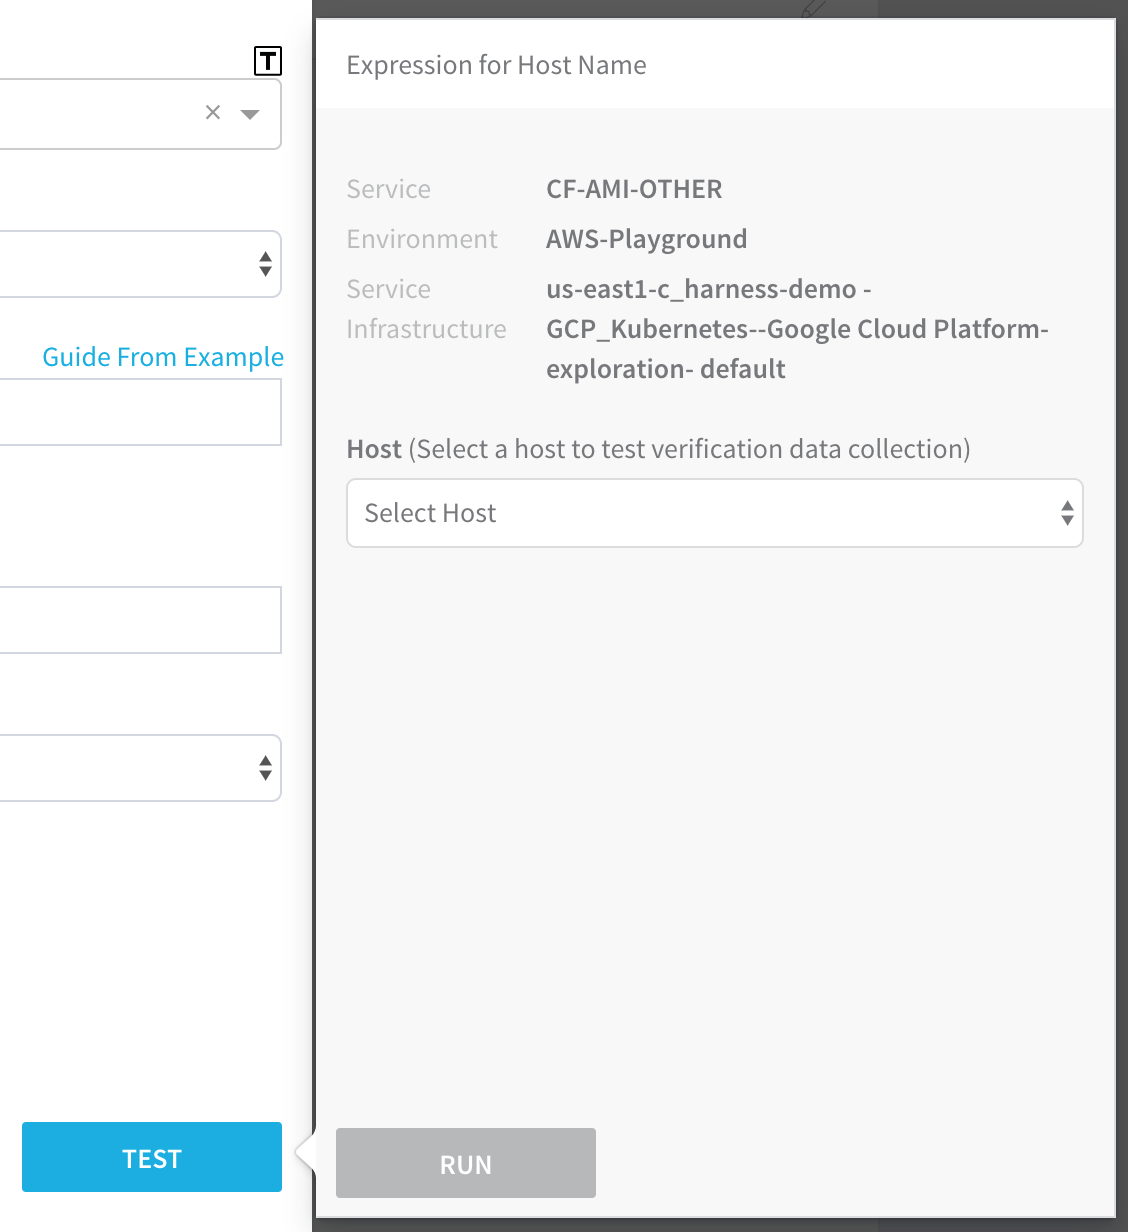 T
Guide From Example
TEST
Expression for Host Name
Service CF-AMI-OTHER
Environment AWS-Playground
Service us-east1-c_harness-demo -
Infrastructure GCP_Kubernetes--Google Cloud Platform-
exploration- default
Host (Select a host to test verification data collection)
Select Host
RUN